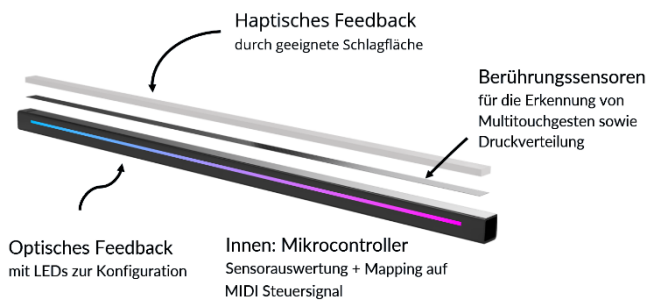 Haptisches Feedback
durch geeignete Schlagfläche
Berührungssensoren
für die Erkennung von
Multitouchgesten sowie
Druckverteilung
Optisches Feedback
mit LEDs zur Konfiguration
Innen: Mikrocontroller
Sensorauswertung + Mapping auf
MIDI Steuersignal